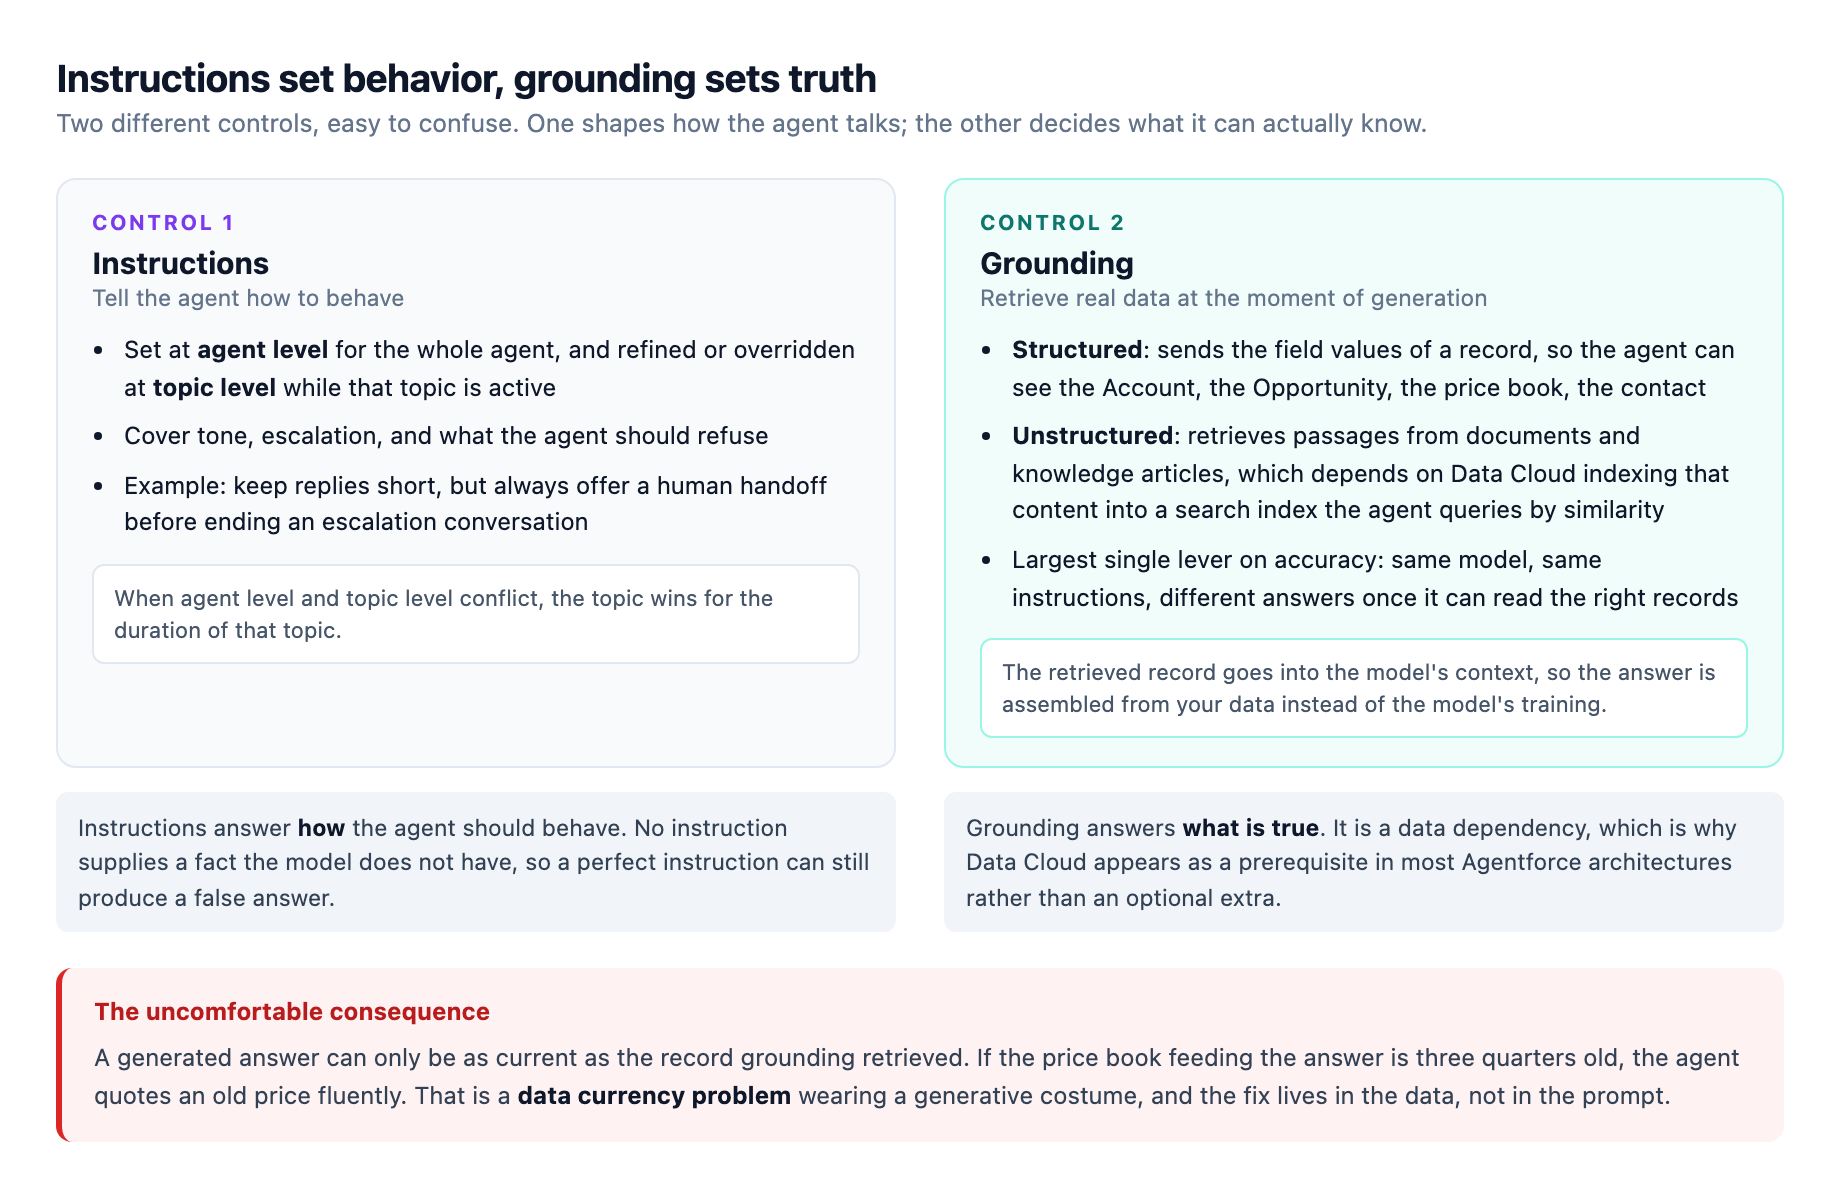 Instructions set behavior, grounding sets truth
Two different controls, easy to confuse. One shapes how the agent talks; the other decides what it can actually know.
CONTROL 1
Instructions
Tell the agent how to behave
• Set at agent level for the whole agent, and refined or overridden
at topic level while that topic is active
• Cover tone, escalation, and what the agent should refuse
• Example: keep replies short, but always offer a human handoff
before ending an escalation conversation
When agent level and topic level conflict, the topic wins for the
duration of that topic.
CONTROL 2
Grounding
Retrieve real data at the moment of generation
• Structured: sends the field values of a record, so the agent can
see the Account, the Opportunity, the price book, the contact
• Unstructured: retrieves passages from documents and
knowledge articles, which depends on Data Cloud indexing that
content into a search index the agent queries by similarity
• Largest single lever on accuracy: same model, same
instructions, different answers once it can read the right records
The retrieved record goes into the model's context, so the answer is
assembled from your data instead of the model's training.
Instructions answer how the agent should behave. No instruction
supplies a fact the model does not have, so a perfect instruction can still
produce a false answer.
Grounding answers what is true. It is a data dependency, which is why
Data Cloud appears as a prerequisite in most Agentforce architectures
rather than an optional extra.
The uncomfortable consequence
A generated answer can only be as current as the record grounding retrieved. If the price book feeding the answer is three quarters old, the agent
quotes an old price fluently. That is a data currency problem wearing a generative costume, and the fix lives in the data, not in the prompt.